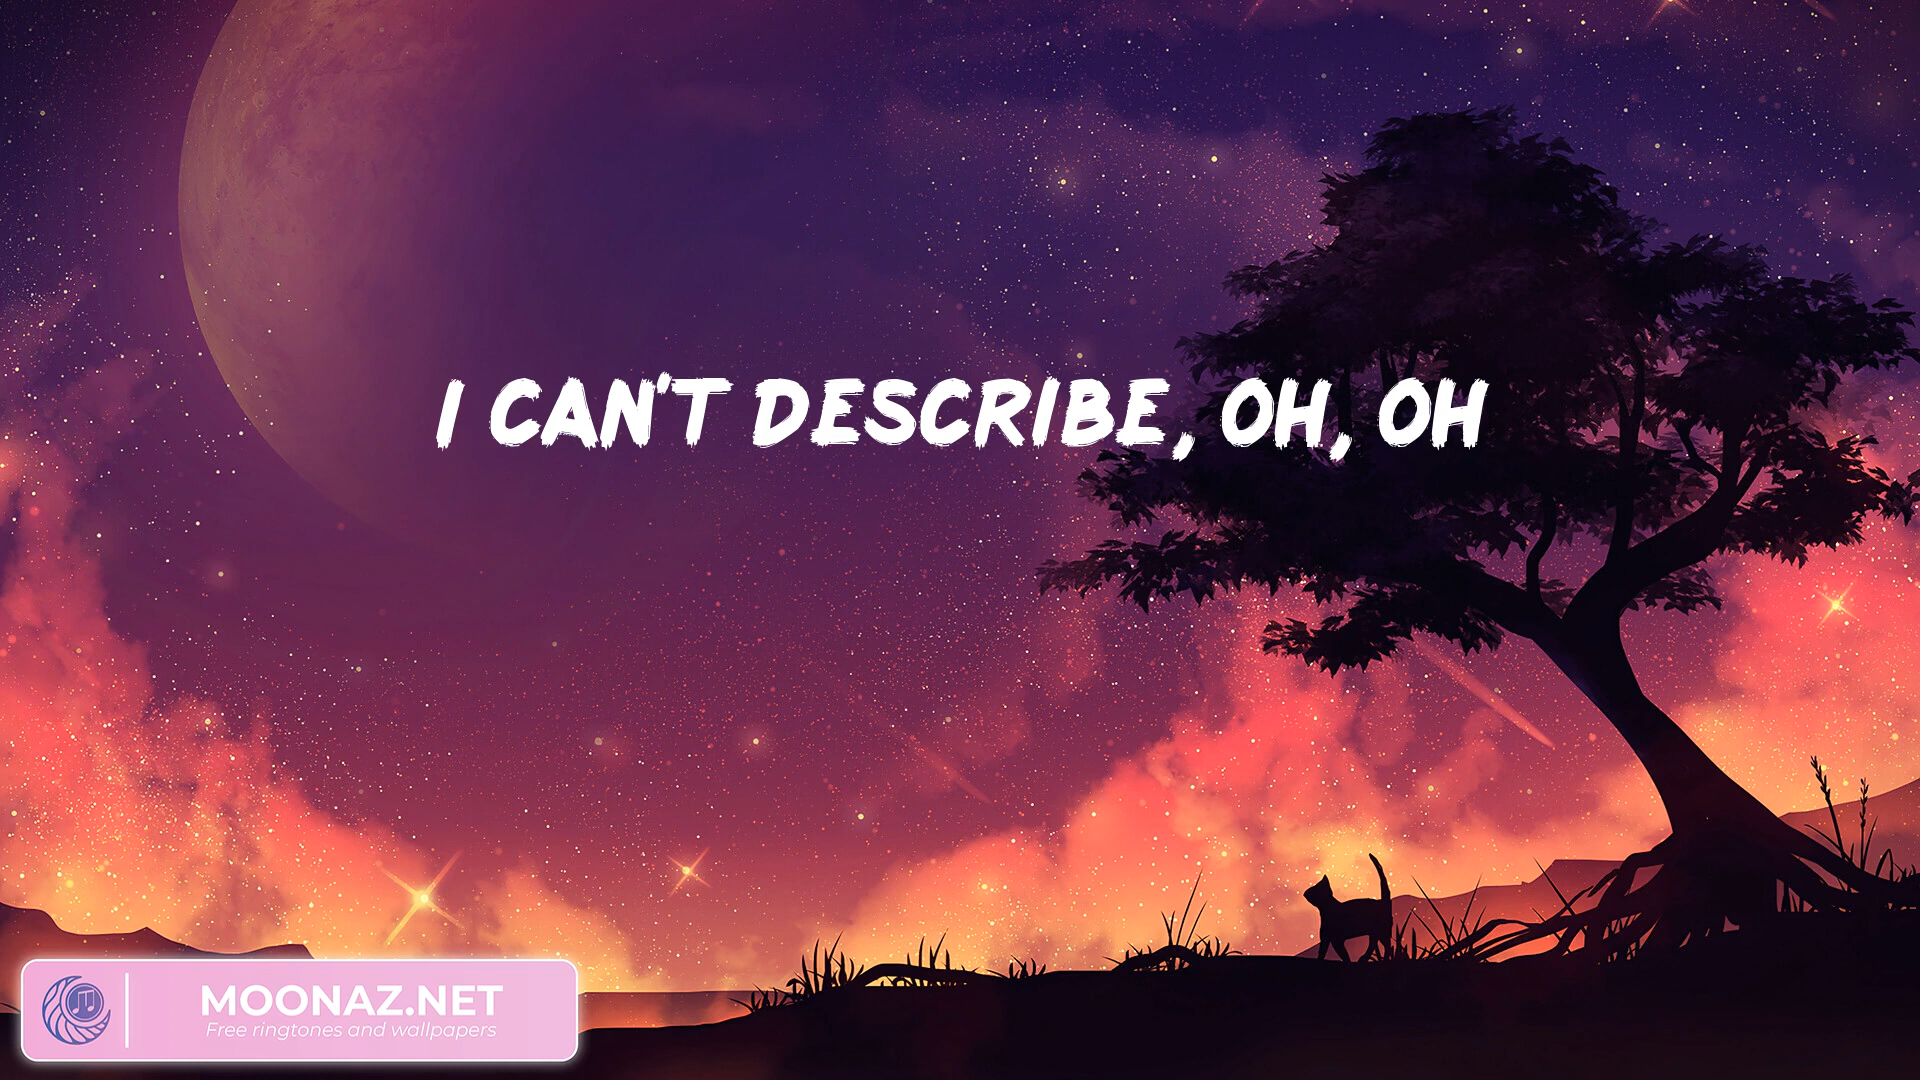 I CAN'T DESCRIBE, OH, OH
MOONAZ.NET
Free ringtones and wallpapers